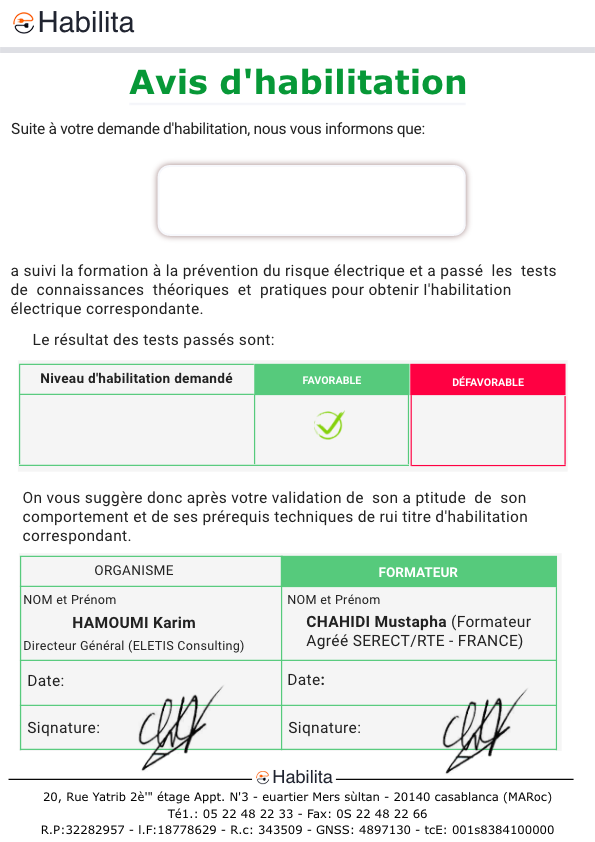 Habilita
Avis d'habilitation
Suite à votre demande d'habilitation, nous vous informons que:
a suivi la formation à la prévention du risque électrique et a passé les tests
de connaissances théoriques et pratiques pour obtenir l'habilitation
électrique correspondante.
Le résultat des tests passés sont:
Niveau d'habilitation demandé FAVORABLE DÉFAVORABLE
On vous suggère donc après votre validation de son a ptitude de son
comportement et de ses prérequis techniques de rui titre d'habilitation
correspondant.
ORGANISME FORMATEUR
NOM et Prénom NOM et Prénom
HAMOUMI Karim CHAHIDI Mustapha (Formateur
Directeur Général (ELETIS Consulting) Agréé SERECT/RTE - FRANCE)
Date: Date:
Siqnature: Siqnature:
Habilita
20, Rue Yatrib 2è'" étage Appt. N'3 - euartier Mers sùltan - 20140 casablanca (MARoc)
Té1.: 05 22 48 22 33 - Fax: 0S 22 48 22 66
R.P:32282957 - l.F:18778629 - R.c: 343509 - GNSS: 4897130 - tcE: 001s8384100000